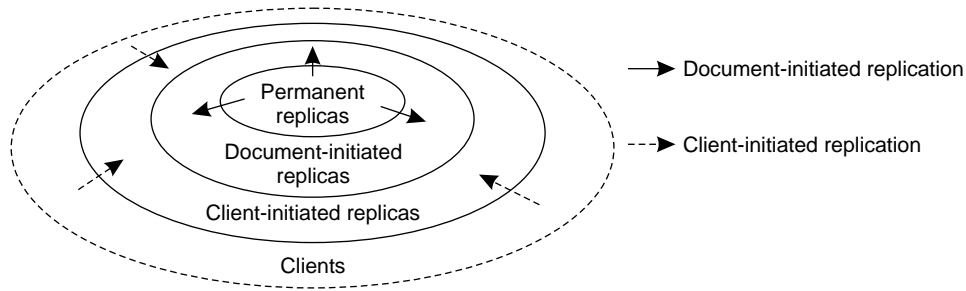 Permanent
replicas
Document-initiated
replicas
Client-initiated replicas
Clients
Document-initiated replication
Client-initiated replication